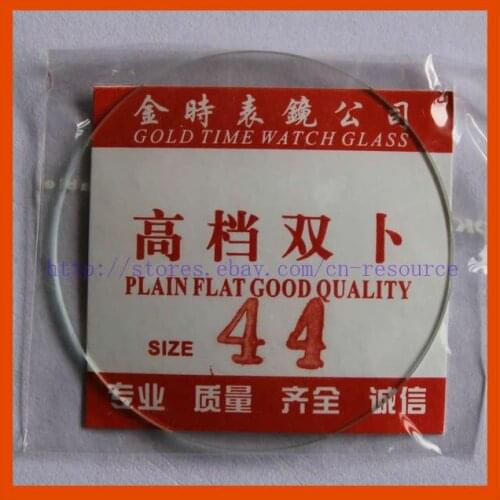 金時表鏡公司
GOLD TIME WATCH GLASS
高档双卜
http://stores.ebay.com/cn-resource
PLAIN FLAT GOOD QUALITY
SIZE 44
专业 质量 齐全 诚信